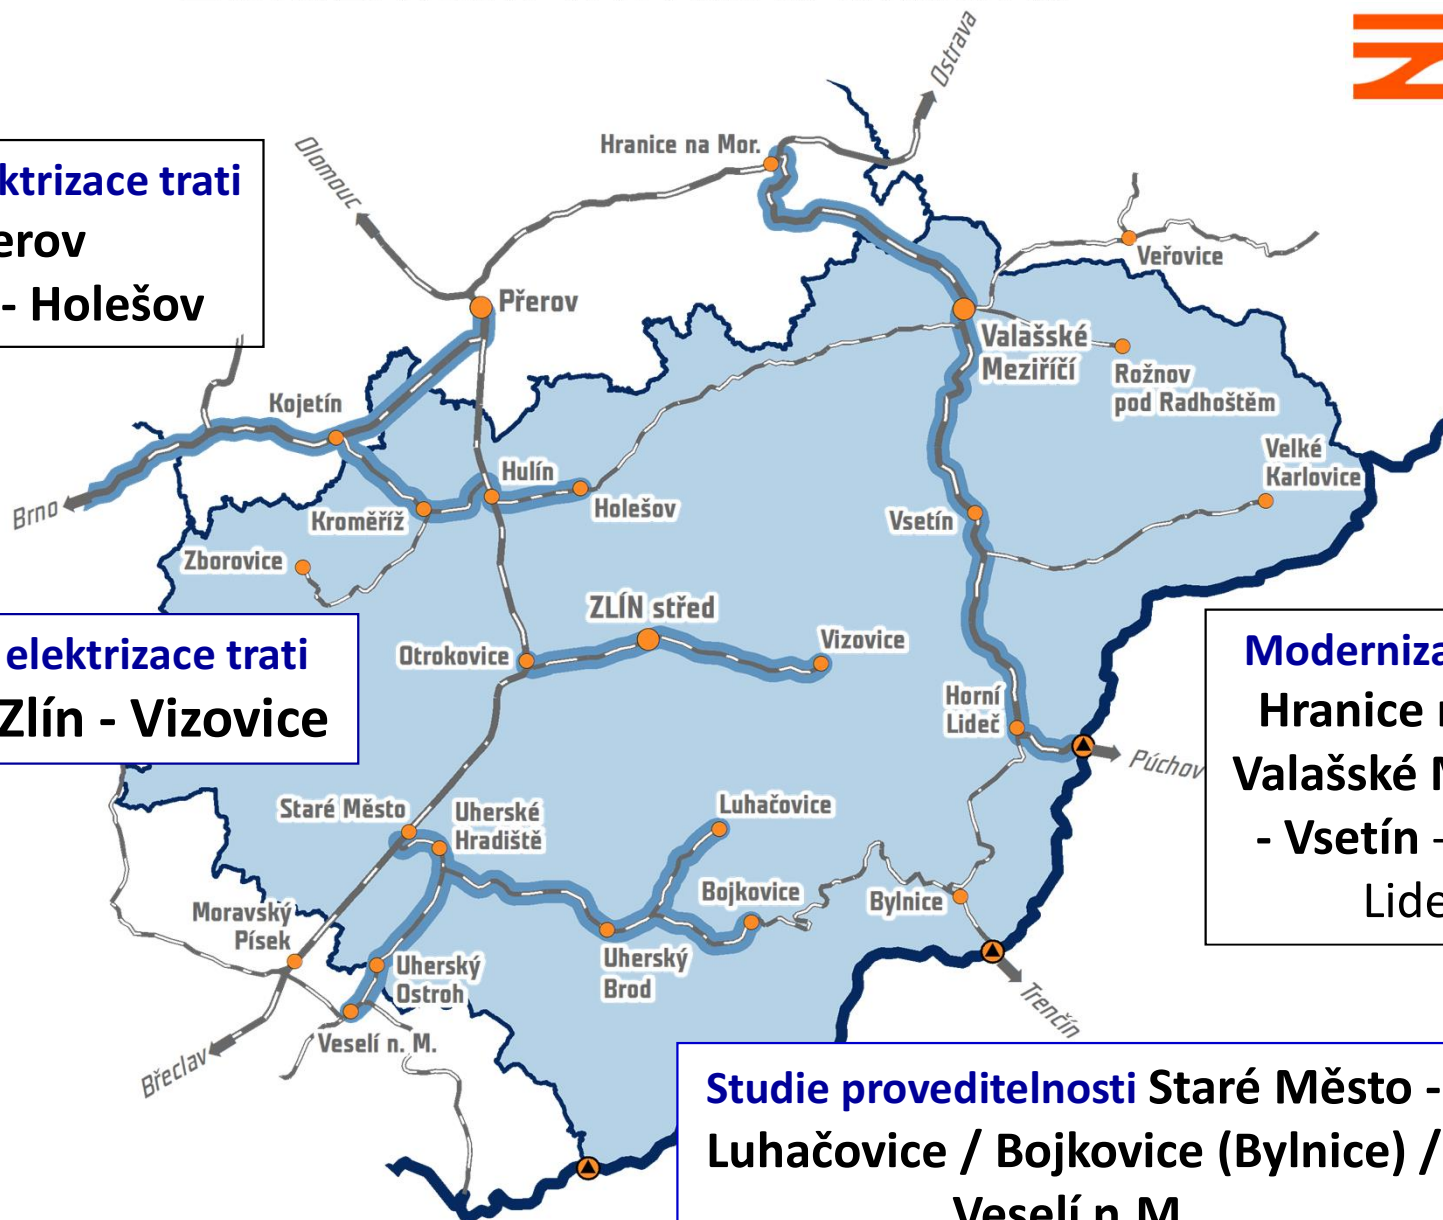 Ostrava
Hranice na Mor.
Olomouc
ktrizace trati
erov
- Holešov
Veřovice
Přerov
Valašské
Meziříčí
Rožnov
pod Radhoštěm
Kojetín
Velké
Karlovice
Hulín
Holešov
Brno
Kroměříž
Vsetín
Zborovice
ZLÍN střed
Vizovice
Otrokovice
elektrizace trati
Zlín - Vizovice
Horní
Lideč
Púchov
Moderniza
Hranice
Valašské
- Vsetín -
Lide
Staré Město
Uherské
Hradiště
Luhačovice
Bojkovice
Bylnice
Moravský
Písek
Uherský
Ostroh
Uherský
Brod
Trenčín
Veselí n. M.
Břeclav
Studie proveditelnosti Staré Město -
Luhačovice / Bojkovice (Bylnice) /
Veselí n.M.